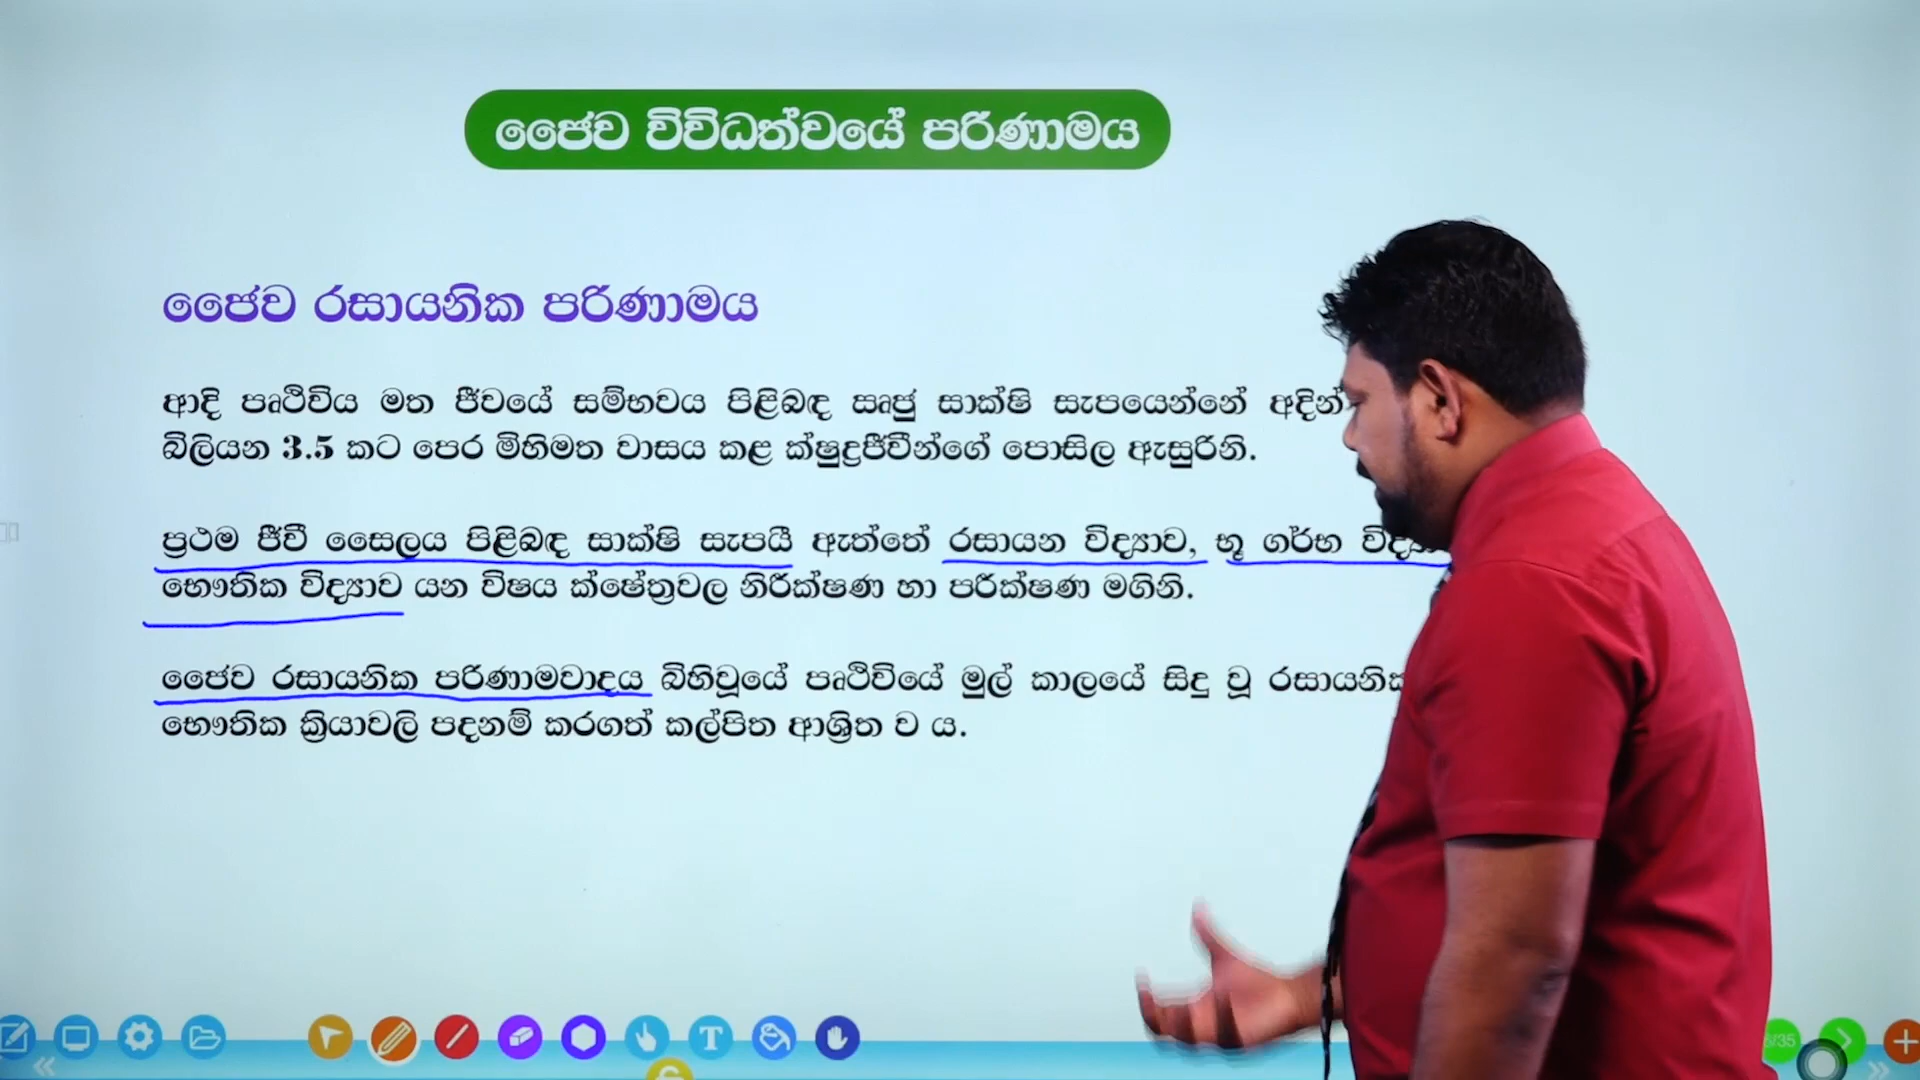 ජෛව විවිධත්වයේ පරිණාමය
ජෛව රසායනික පරිණාමය
ආදි පෘථිවිය මත ජීවයේ සම්භවය පිළිබඳ සෘජු සාක්ෂි සැපයෙන්නේ අදින්
බිලියන 3.5 කට පෙර මිහිමත වාසය කළ ක්ෂුද්‍රජීවීන්ගේ පොසිල ඇසුරිනි.
ප්‍රථම ජීවී සෛලය පිළිබඳ සාක්ෂි සැපයී ඇත්තේ රසායන විද්‍යාව, භූ ගර්භ
භෞතික විද්‍යාව යන විෂය ක්ෂේත්‍රවල නිරීක්ෂණ හා පරීක්ෂණ මගිනි.
ජෛව රසායනික පරිණාමවාදය බිහිවූයේ පෘථිවියේ මුල් කාලයේ සිදු වූ රසායනික
භෞතික ක්‍රියාවලි පදනම් කරගත් කල්පිත ආශ්‍රිත ව ය.